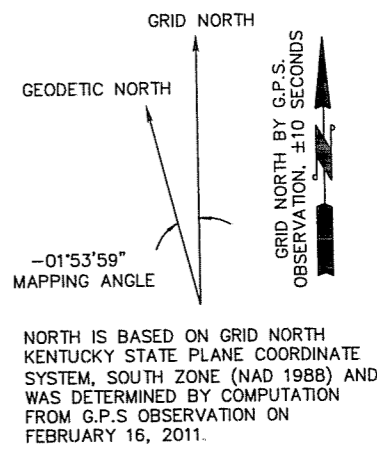 GRID NORTH
GEODETIC NORTH
GRID NORTH BY G.P.S.
OBSERVATION, ±10 SECONDS
-01°53'59"
MAPPING ANGLE
NORTH IS BASED ON GRID NORTH
KENTUCKY STATE PLANE COORDINATE
SYSTEM, SOUTH ZONE (NAD 1988) AND
WAS DETERMINED BY COMPUTATION
FROM G.P.S OBSERVATION ON
FEBRUARY 16, 2011.